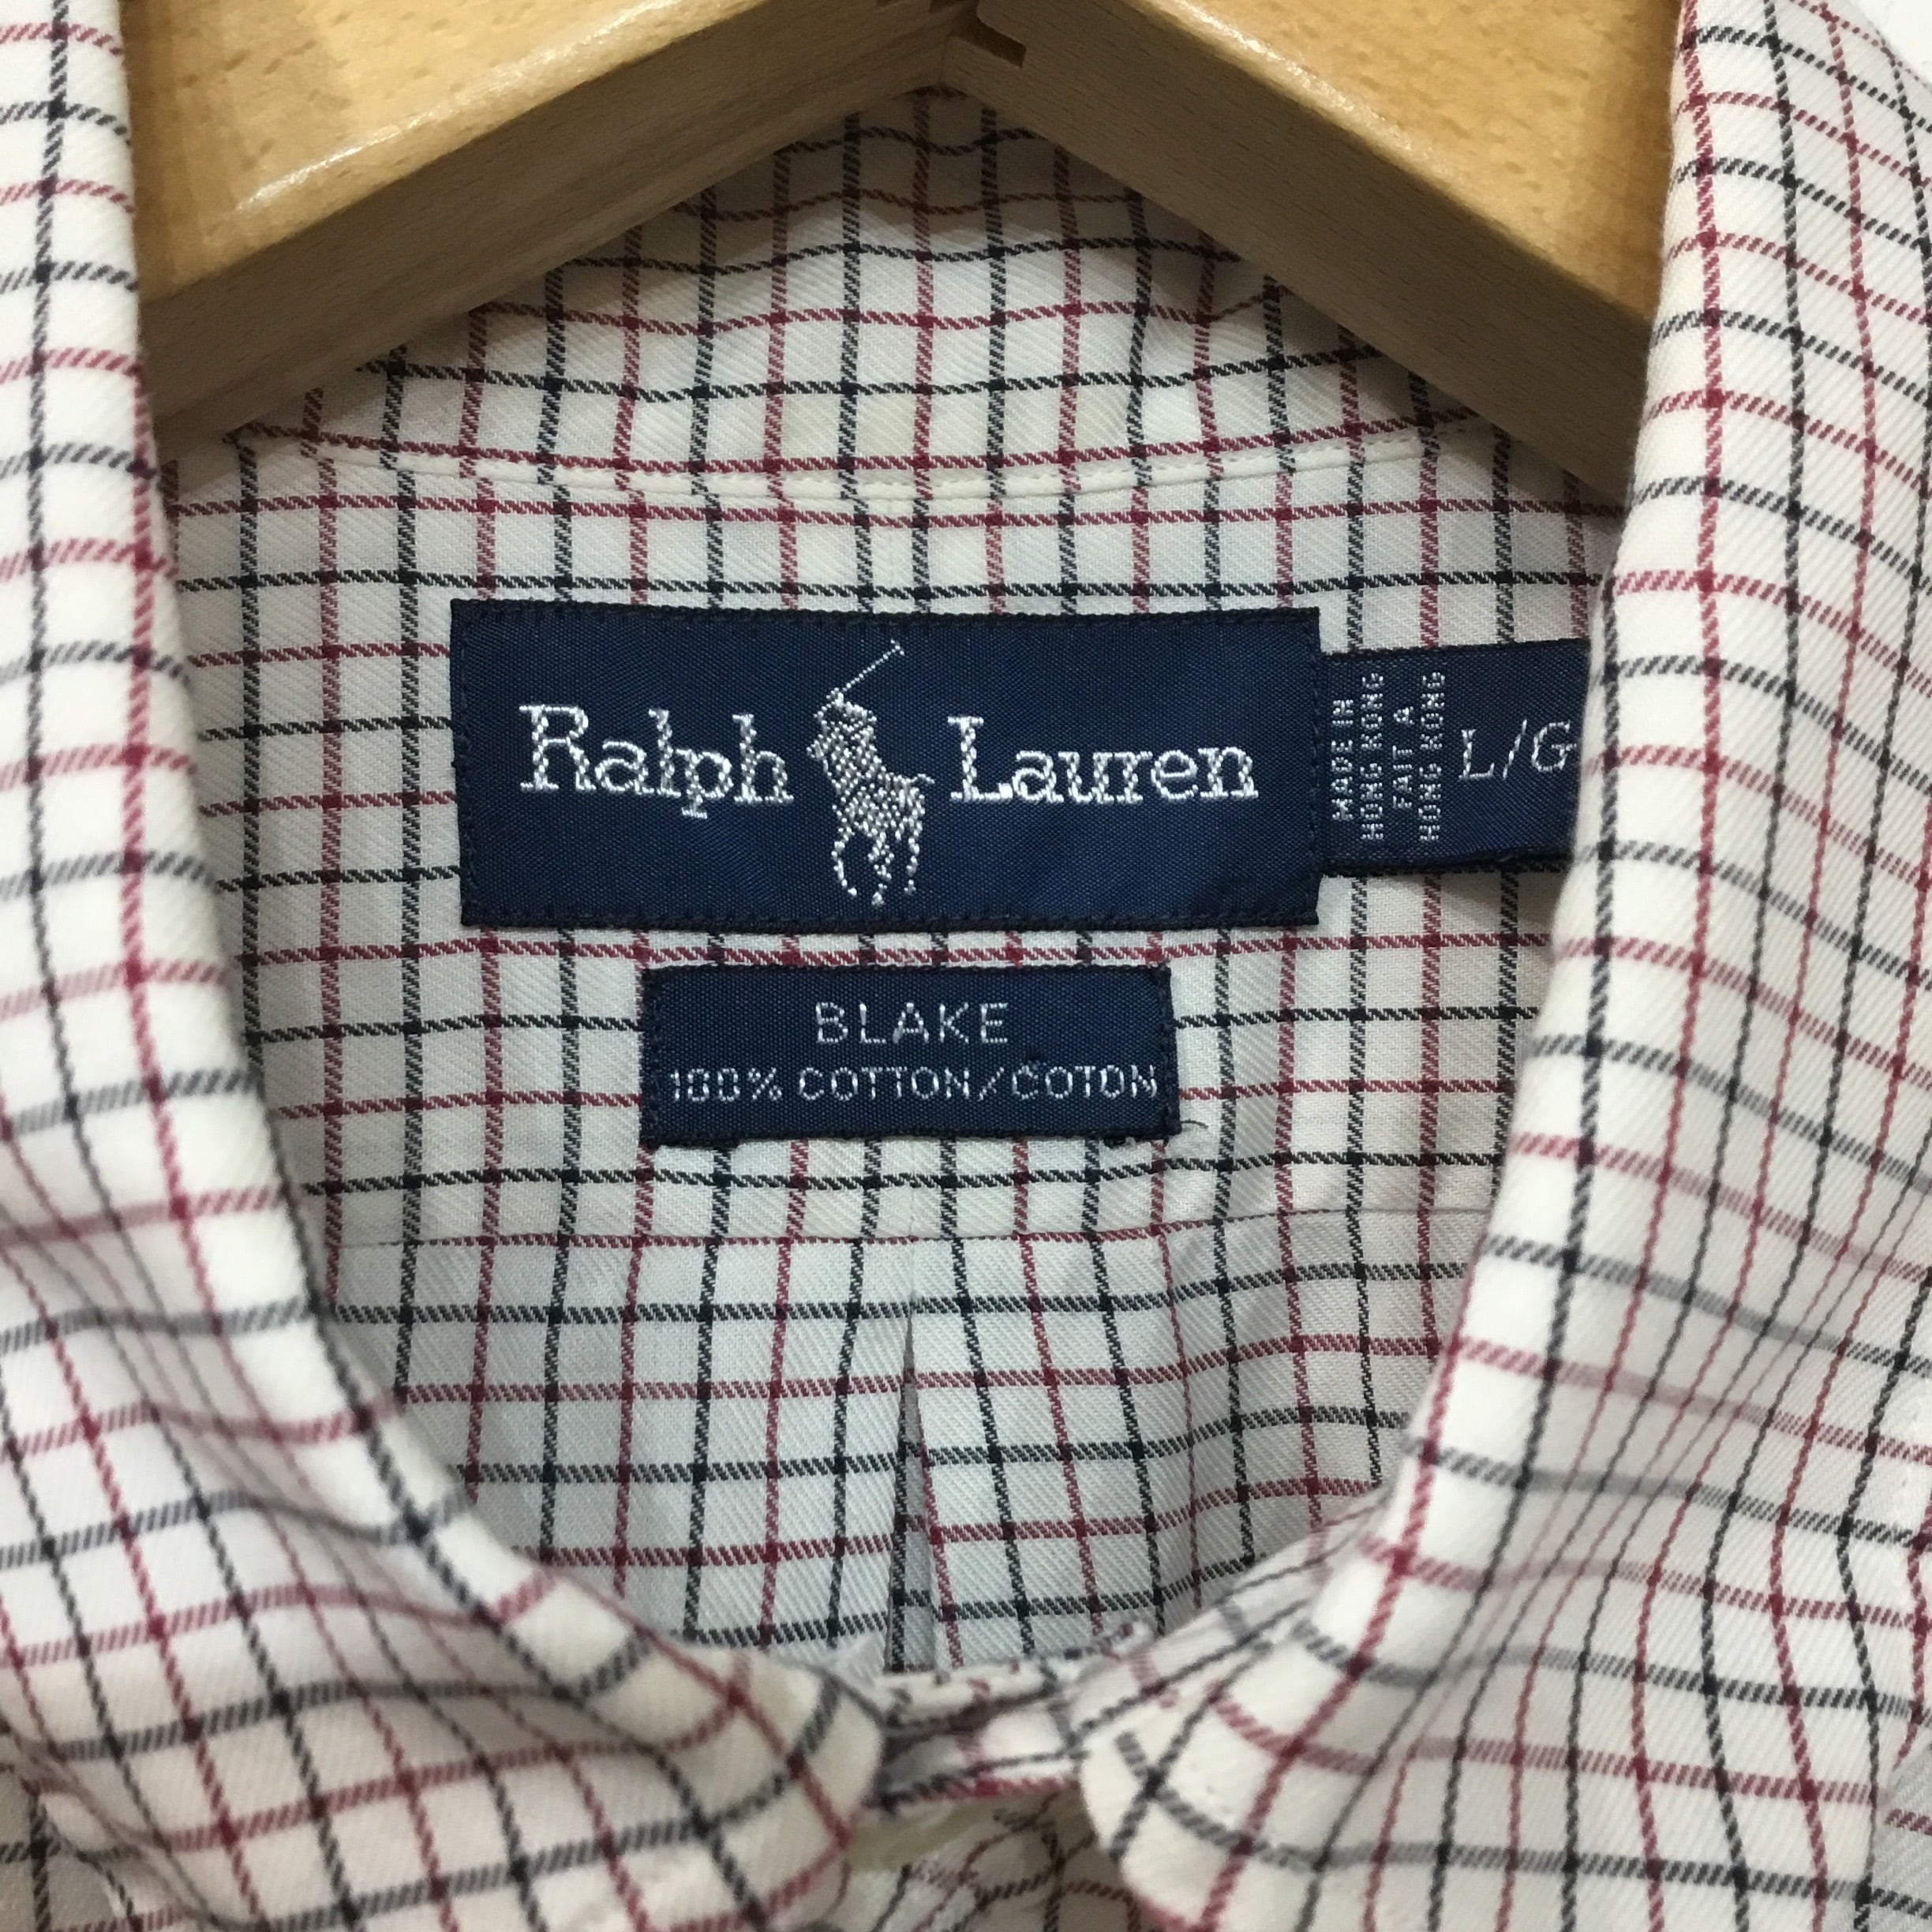 Ralph Lauren
MADE IN
HONG KONG
FAIT A
HONG KONG
L/G
BLAKE
100% COTTON/COTON